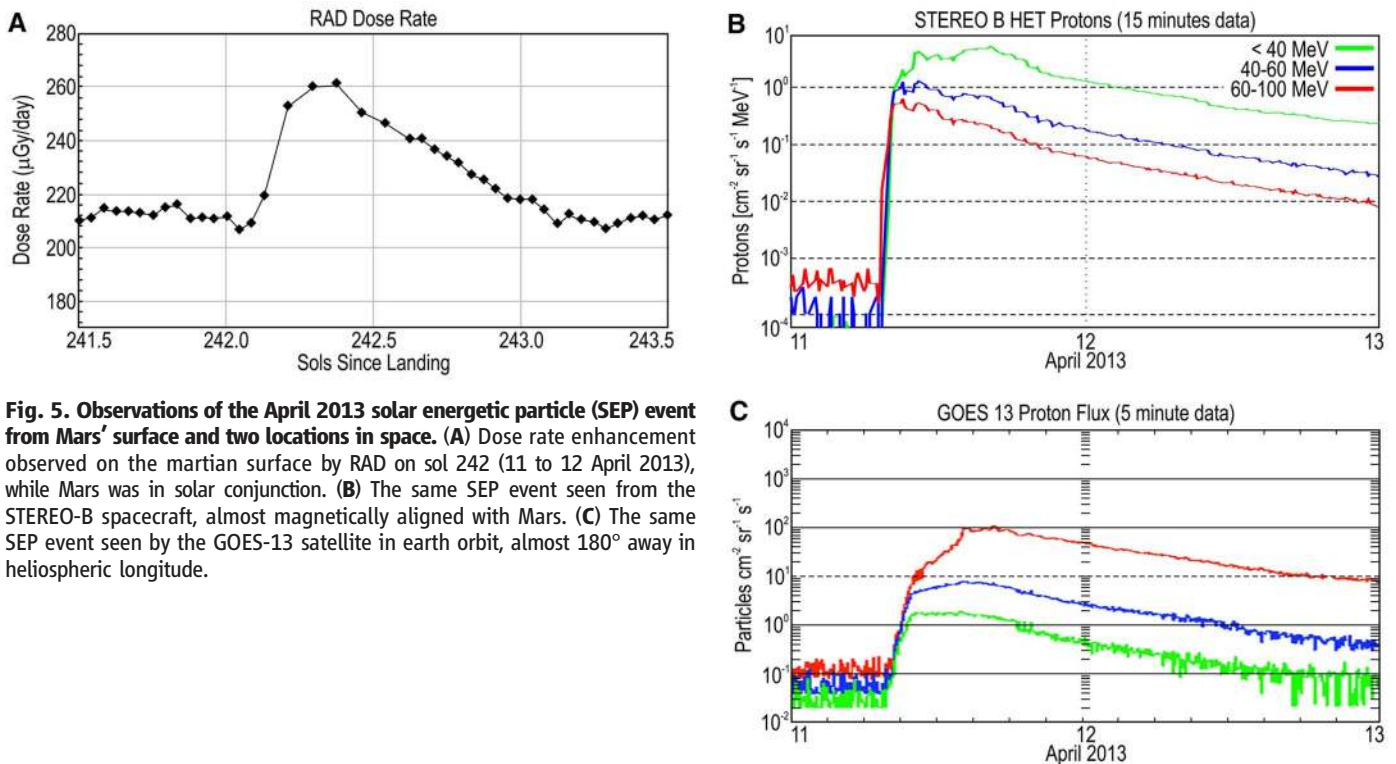 A
RAD Dose Rate
Dose Rate (μGy/day)
280
260
240
220
200
180
241.5 242.0 242.5 243.0 243.5
Sols Since Landing
Fig. 5. Observations of the April 2013 solar energetic particle (SEP) event
from Mars′ surface and two locations in space. (A) Dose rate enhancement
observed on the martian surface by RAD on sol 242 (11 to 12 April 2013),
while Mars was in solar conjunction. (B) The same SEP event seen from the
STEREO-B spacecraft, almost magnetically aligned with Mars. (C) The same
SEP event seen by the GOES-13 satellite in earth orbit, almost 180° away in
heliospheric longitude.
B
STEREO B HET Protons (15 minutes data)
Protons [cm⁻² sr⁻¹ s⁻¹ MeV⁻¹]
10¹
10⁰
10⁻¹
10⁻²
10⁻³
10⁻⁴
< 40 MeV
40-60 MeV
60-100 MeV
11 12 13
April 2013
C
GOES 13 Proton Flux (5 minute data)
Particles cm⁻² sr⁻¹ s⁻¹
10⁴
10³
10²
10¹
10⁰
10⁻¹
10⁻²
11 12 13
April 2013